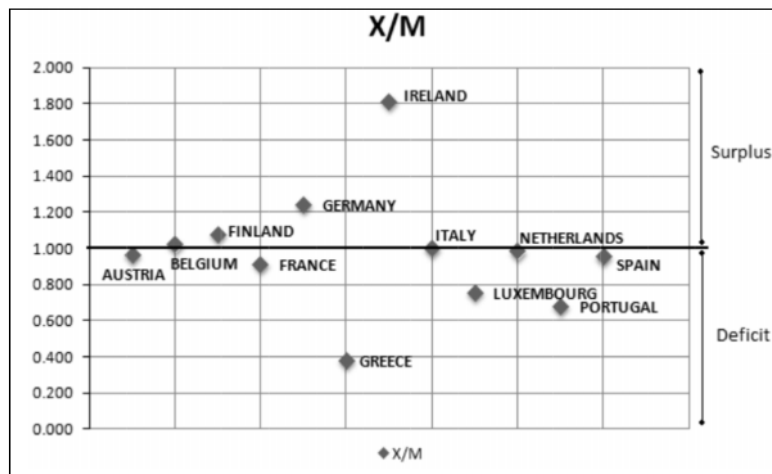 X/M
2.000
IRELAND
1.800
1.600
Surplus
1.400
1.200
GERMANY
FINLAND
ITALY
NETHERLANDS
1.000
AUSTRIA
BELGIUM
FRANCE
SPAIN
0.800
LUXEMBOURG
PORTUGAL
0.600
Deficit
0.400
GREECE
0.200
0.000
X/M